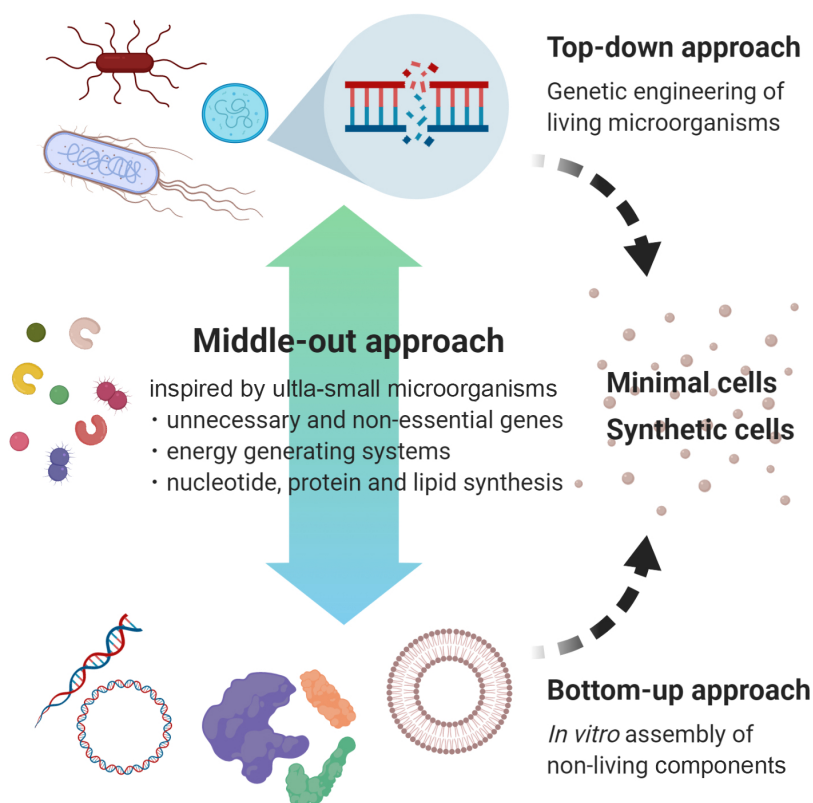 Top-down approach
Genetic engineering of
living microorganisms
Middle-out approach
inspired by ultla-small microorganisms
・unnecessary and non-essential genes
・energy generating systems
・nucleotide, protein and lipid synthesis
Minimal cells
Synthetic cells
Bottom-up approach
In vitro assembly of
non-living components